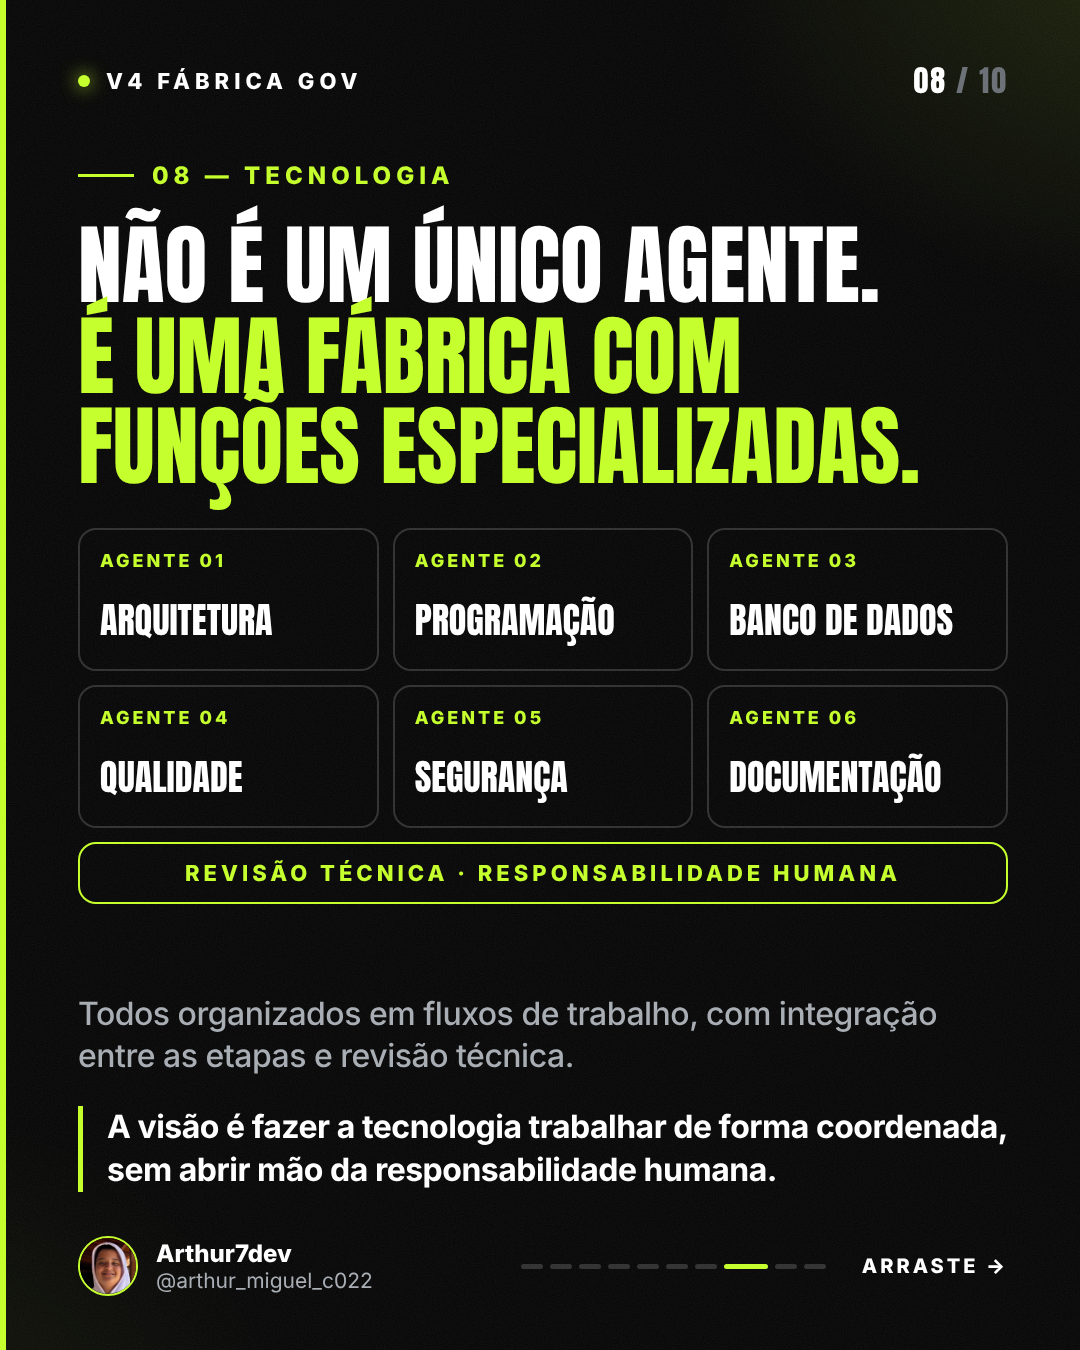 V4 FÁBRICA GOV
08 / 10
08 — TECNOLOGIA
NÃO É UM ÚNICO AGENTE.
É UMA FÁBRICA COM
FUNÇÕES ESPECIALIZADAS.
AGENTE 01
ARQUITETURA
AGENTE 02
PROGRAMAÇÃO
AGENTE 03
BANCO DE DADOS
AGENTE 04
QUALIDADE
AGENTE 05
SEGURANÇA
AGENTE 06
DOCUMENTAÇÃO
REVISÃO TÉCNICA · RESPONSABILIDADE HUMANA
Todos organizados em fluxos de trabalho, com integração
entre as etapas e revisão técnica.
A visão é fazer a tecnologia trabalhar de forma coordenada,
sem abrir mão da responsabilidade humana.
Arthur7dev
@arthur_miguel_c022
ARRASTE →